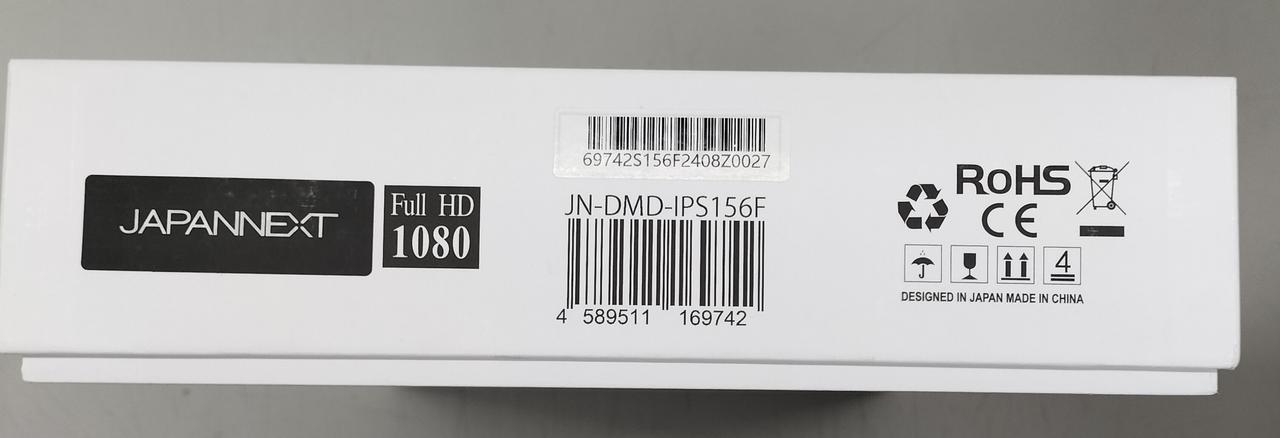 JAPANNEXT
Full HD
1080
69742S156F2408Z0027
JN-DMD-IPS156F
4 589511 169742
RoHS
CE
4
DESIGNED IN JAPAN MADE IN CHINA